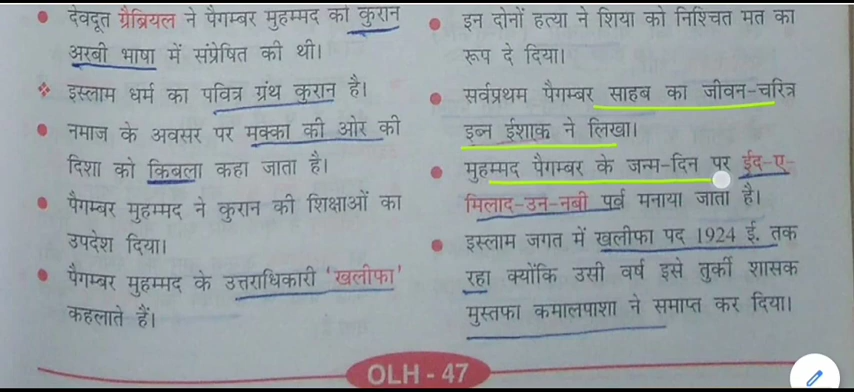 देवदूत ग्रैब्रियल ने पैगम्बर मुहम्मद को कुरान
अरबी भाषा में संप्रेषित की थी।
इस्लाम धर्म का पवित्र ग्रंथ कुरान है।
नमाज के अवसर पर मक्का की ओर की
दिशा को किबला कहा जाता है।
पैगम्बर मुहम्मद ने कुरान की शिक्षाओं का
उपदेश दिया।
पैगम्बर मुहम्मद के उत्तराधिकारी 'खलीफा'
कहलाते हैं।
इन दोनों हत्या ने शिया को निश्चित मत का
रूप दे दिया।
सर्वप्रथम पैगम्बर साहब का जीवन-चरित्र
इब्न ईशाक़ ने लिखा।
मुहम्मद पैगम्बर के जन्म-दिन पर ईद-ए-
मिलाद-उन-नबी पर्व मनाया जाता है।
इस्लाम जगत में खलीफा पद 1924 ई. तक
रहा क्योंकि उसी वर्ष इसे तुर्की शासक
मुस्तफा कमालपाशा ने समाप्त कर दिया।
OLH - 47